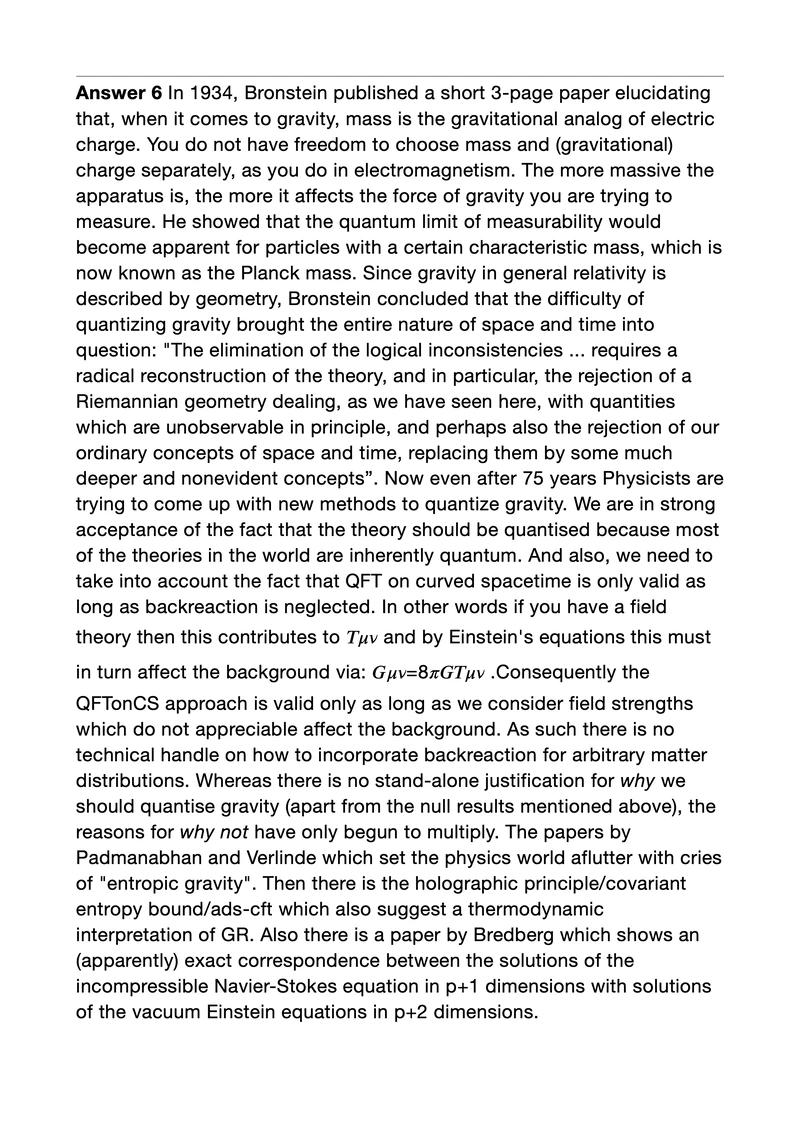 Answer 6 In 1934, Bronstein published a short 3-page paper elucidating
that, when it comes to gravity, mass is the gravitational analog of electric
charge. You do not have freedom to choose mass and (gravitational)
charge separately, as you do in electromagnetism. The more massive the
apparatus is, the more it affects the force of gravity you are trying to
measure. He showed that the quantum limit of measurability would
become apparent for particles with a certain characteristic mass, which is
now known as the Planck mass. Since gravity in general relativity is
described by geometry, Bronstein concluded that the difficulty of
quantizing gravity brought the entire nature of space and time into
question: "The elimination of the logical inconsistencies ... requires a
radical reconstruction of the theory, and in particular, the rejection of a
Riemannian geometry dealing, as we have seen here, with quantities
which are unobservable in principle, and perhaps also the rejection of our
ordinary concepts of space and time, replacing them by some much
deeper and nonevident concepts”. Now even after 75 years Physicists are
trying to come up with new methods to quantize gravity. We are in strong
acceptance of the fact that the theory should be quantised because most
of the theories in the world are inherently quantum. And also, we need to
take into account the fact that QFT on curved spacetime is only valid as
long as backreaction is neglected. In other words if you have a field
theory then this contributes to Tμν and by Einstein's equations this must
in turn affect the background via: Gμν=8πGTμν .Consequently the
QFTonCS approach is valid only as long as we consider field strengths
which do not appreciable affect the background. As such there is no
technical handle on how to incorporate backreaction for arbitrary matter
distributions. Whereas there is no stand-alone justification for why we
should quantise gravity (apart from the null results mentioned above), the
reasons for why not have only begun to multiply. The papers by
Padmanabhan and Verlinde which set the physics world aflutter with cries
of "entropic gravity". Then there is the holographic principle/covariant
entropy bound/ads-cft which also suggest a thermodynamic
interpretation of GR. Also there is a paper by Bredberg which shows an
(apparently) exact correspondence between the solutions of the
incompressible Navier-Stokes equation in p+1 dimensions with solutions
of the vacuum Einstein equations in p+2 dimensions.